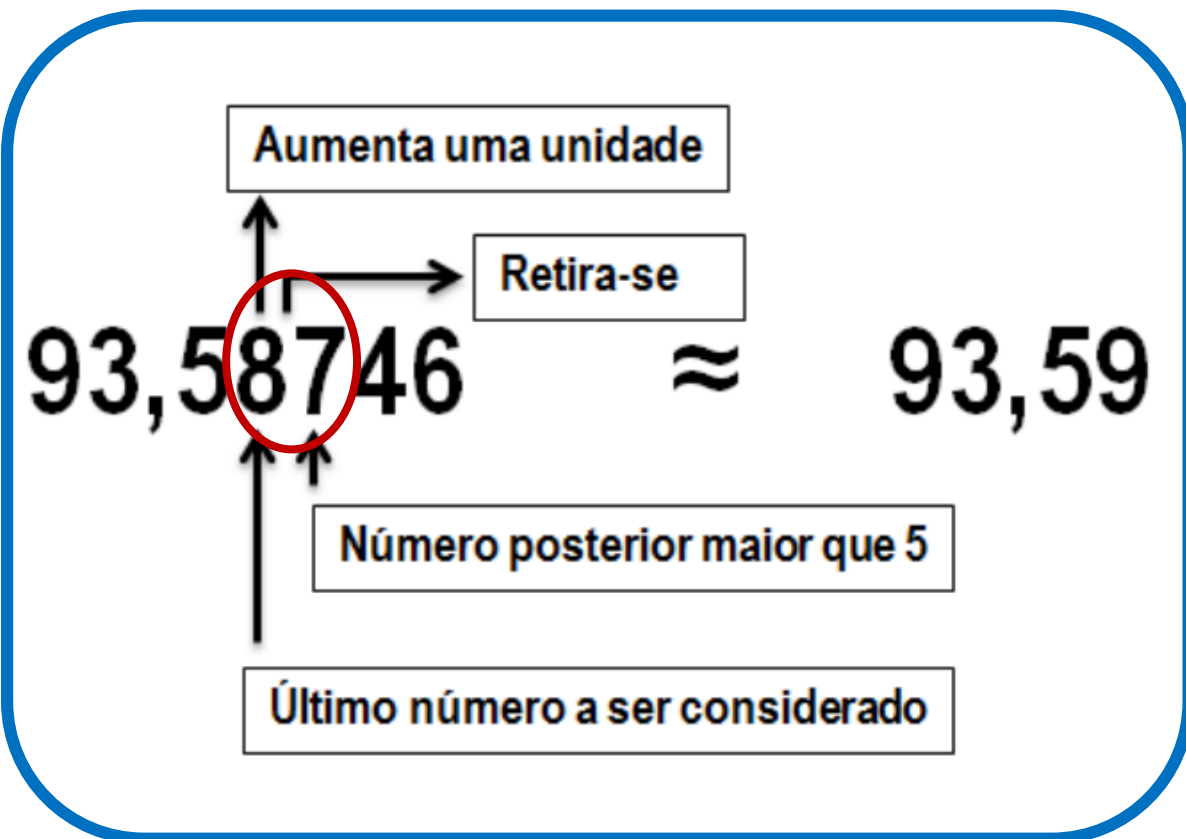 Aumenta uma unidade
Retira-se
93,58746 ≈ 93,59
Número posterior maior que 5
Último número a ser considerado